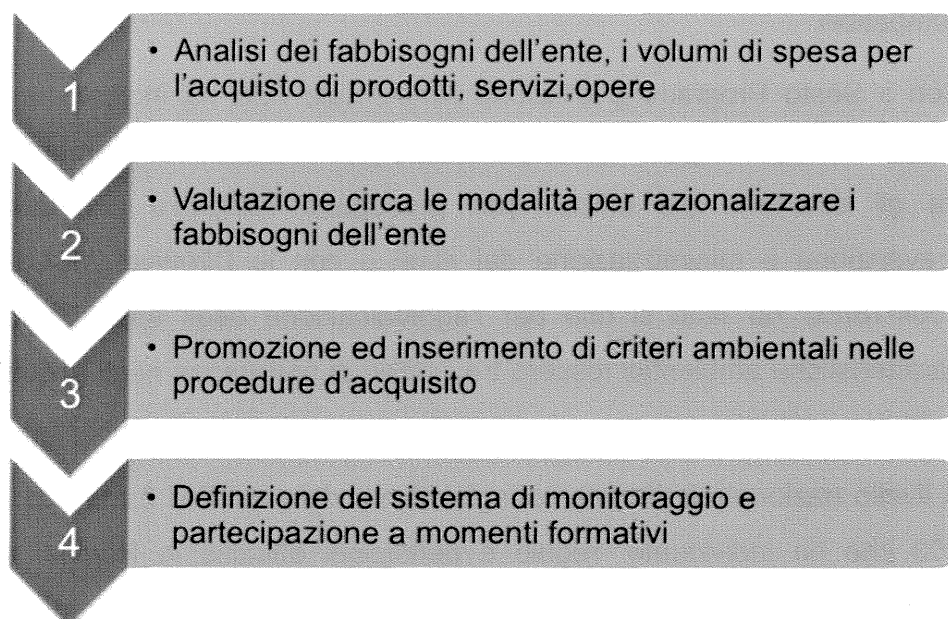 1
• Analisi dei fabbisogni dell'ente, i volumi di spesa per
l'acquisto di prodotti, servizi,opere
2
• Valutazione circa le modalità per razionalizzare i
fabbisogni dell'ente
3
• Promozione ed inserimento di criteri ambientali nelle
procedure d'acquisito
4
• Definizione del sistema di monitoraggio e
partecipazione a momenti formativi